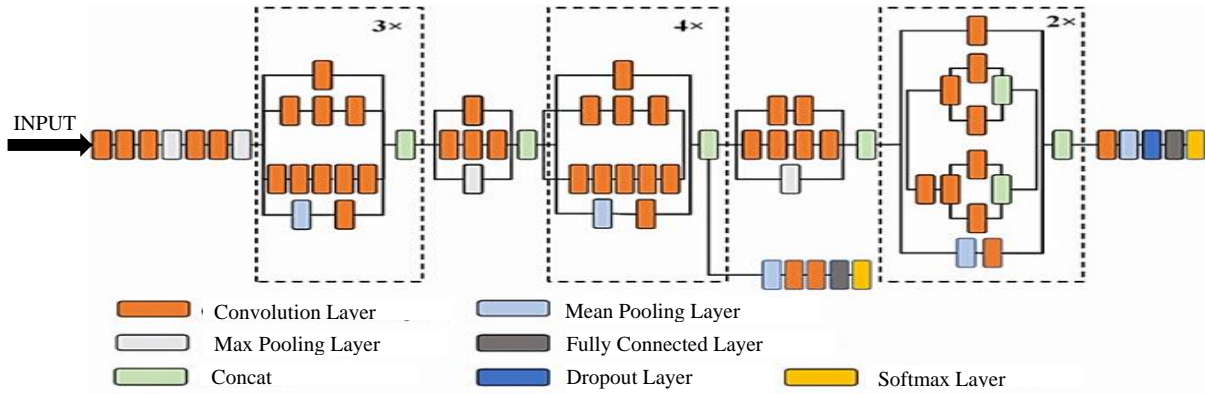 3×
4×
2×
INPUT
Convolution Layer
Mean Pooling Layer
Max Pooling Layer
Fully Connected Layer
Concat
Dropout Layer
Softmax Layer